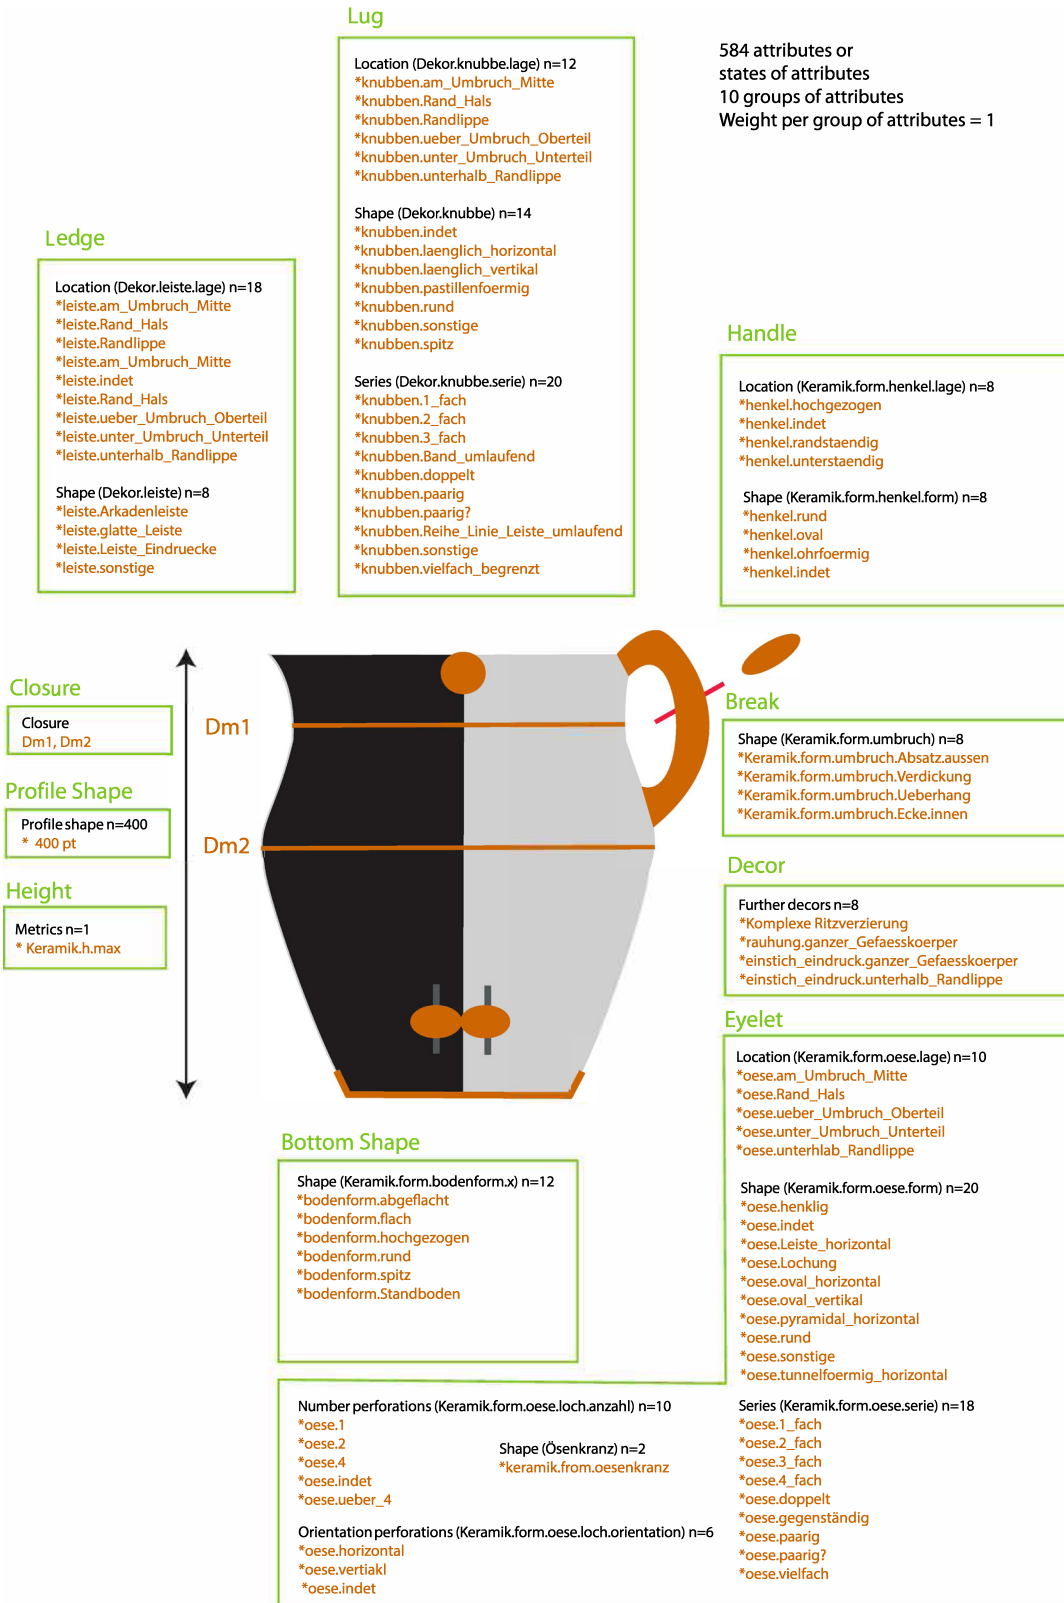 Lug
584 attributes or
states of attributes
10 groups of attributes
Weight per group of attributes = 1
Location (Dekor.knubbe.lage) n=12
*knubben.am_Umbruch_Mitte
*knubben.Rand_Hals
*knubben.Randlippe
*knubben.ueber_Umbruch_Oberteil
*knubben.unter_Umbruch_Unterteil
*knubben.unterhalb_Randlippe
Shape (Dekor.knubbe) n=14
*knubben.indet
*knubben.laenglich_horizontal
*knubben.laenglich_vertikal
*knubben.pastillenfoermig
*knubben.rund
*knubben.sonstige
*knubben.spitz
Series (Dekor.knubbe.serie) n=20
*knubben.1_fach
*knubben.2_fach
*knubben.3_fach
*knubben.Band_umlaufend
*knubben.doppelt
*knubben.paarig
*knubben.paarig?
*knubben.Reihe_Linie_Leiste_umlaufend
*knubben.sonstige
*knubben.vielfach_begrenzt
Ledge
Location (Dekor.leiste.lage) n=18
*leiste.am_Umbruch_Mitte
*leiste.Rand_Hals
*leiste.Randlippe
*leiste.am_Umbruch_Mitte
*leiste.indet
*leiste.Rand_Hals
*leiste.ueber_Umbruch_Oberteil
*leiste.unter_Umbruch_Unterteil
*leiste.unterhalb_Randlippe
Shape (Dekor.leiste) n=8
*leiste.Arkadenleiste
*leiste.glatte_Leiste
*leiste.Leiste_Eindruecke
*leiste.sonstige
Handle
Location (Keramik.form.henkel.lage) n=8
*henkel.hochgezogen
*henkel.indet
*henkel.randstaendig
*henkel.unterstaendig
Shape (Keramik.form.henkel.form) n=8
*henkel.rund
*henkel.oval
*henkel.ohrfoermig
*henkel.indet
Closure
Closure
Dm1, Dm2
Profile Shape
Profile shape n=400
* 400 pt
Height
Metrics n=1
* Keramik.h.max
Dm1
Dm2
Break
Shape (Keramik.form.umbruch) n=8
*Keramik.form.umbruch.Absatz.aussen
*Keramik.form.umbruch.Verdickung
*Keramik.form.umbruch.Ueberhang
*Keramik.form.umbruch.Ecke.innen
Decor
Further decors n=8
*Komplexe Ritzverzierung
*rauhung.ganzer_Gefaesskoerper
*einstich_eindruck.ganzer_Gefaesskoerper
*einstich_eindruck.unterhalb_Randlippe
Eyelet
Location (Keramik.form.oese.lage) n=10
*oese.am_Umbruch_Mitte
*oese.Rand_Hals
*oese.ueber_Umbruch_Oberteil
*oese.unter_Umbruch_Unterteil
*oese.unterhlab_Randlippe
Shape (Keramik.form.oese.form) n=20
*oese.henklig
*oese.indet
*oese.Leiste_horizontal
*oese.Lochung
*oese.oval_horizontal
*oese.oval_vertikal
*oese.pyramidal_horizontal
*oese.rund
*oese.sonstige
*oese.tunnelfoermig_horizontal
Series (Keramik.form.oese.serie) n=18
*oese.1_fach
*oese.2_fach
*oese.3_fach
*oese.4_fach
*oese.doppelt
*oese.gegenständig
*oese.paarig
*oese.paarig?
*oese.vielfach
Bottom Shape
Shape (Keramik.form.bodenform.x) n=12
*bodenform.abgeflacht
*bodenform.flach
*bodenform.hochgezogen
*bodenform.rund
*bodenform.spitz
*bodenform.Standboden
Number perforations (Keramik.form.oese.loch.anzahl) n=10
*oese.1
*oese.2
*oese.4
*oese.indet
*oese.ueber_4
Shape (Ösenkranz) n=2
*keramik.from.oesenkranz
Orientation perforations (Keramik.form.oese.loch.orientation) n=6
*oese.horizontal
*oese.vertiakl
*oese.indet